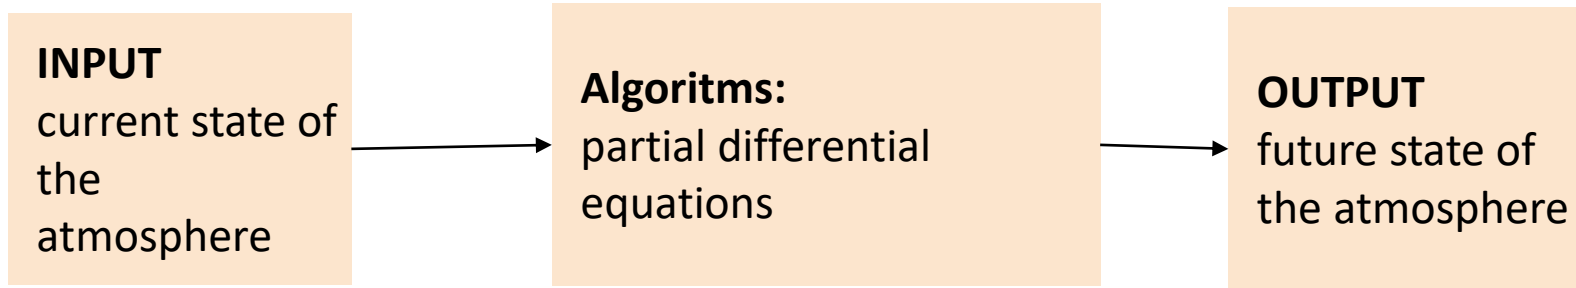 INPUT
current state of
the
atmosphere
Algoritms:
partial differential
equations
OUTPUT
future state of
the atmosphere